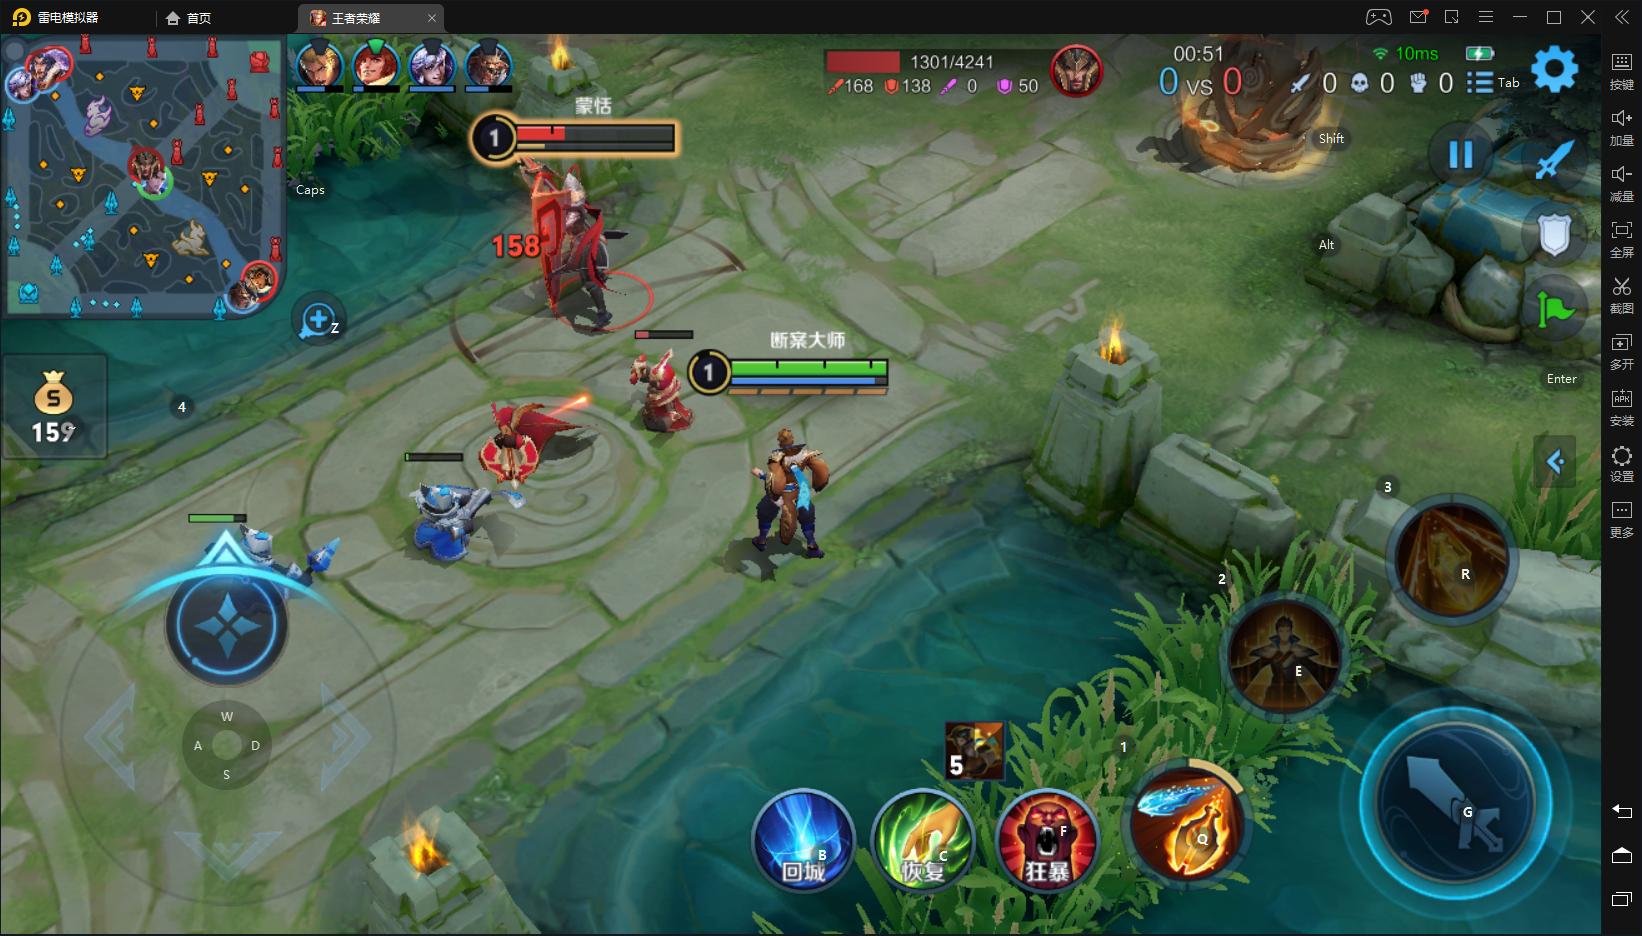 雷电模拟器
首页
王者荣耀
00:51
10ms
1301/4241
168 138 0 50
0 VS 0
0 0 0
Tab
按键
加量
减量
全屏
截图
多开
安装
APK
设置
更多
Shift
Caps
Alt
Z
Enter
蒙恬
1
158
断案大师
1
S
159
4
3
R
2
E
W
A D
S
5
1
B
回城
C
恢复
F
狂暴
Q
G